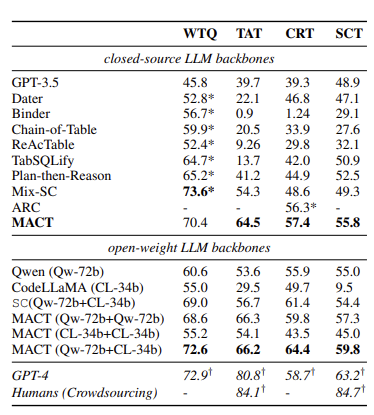 WTQ TAT CRT SCT
closed-source LLM backbones
GPT-3.5 45.8 39.7 39.3 48.9
Dater 52.8* 22.1 46.8 47.1
Binder 56.7* 0.9 1.24 29.1
Chain-of-Table 59.9* 20.5 33.9 27.6
ReAcTable 52.4* 9.26 29.8 32.1
TabSQLify 64.7* 13.7 42.0 50.9
Plan-then-Reason 65.2* 41.2 44.9 52.5
Mix-SC 73.6* 54.3 48.6 49.3
ARC - - 56.3* -
MACT 70.4 64.5 57.4 55.8
open-weight LLM backbones
Qwen (Qw-72b) 60.6 53.6 55.9 55.0
CodeLLaMA (CL-34b) 55.0 29.5 49.7 9.5
SC(Qw-72b+CL-34b) 69.0 56.7 61.4 54.4
MACT (Qw-72b+Qw-72b) 68.6 66.3 59.8 57.3
MACT (CL-34b+CL-34b) 55.2 54.1 43.5 45.0
MACT (Qw-72b+CL-34b) 72.6 66.2 64.4 59.8
GPT-4 72.9† 80.8† 58.7† 63.2†
Humans (Crowdsourcing) - 84.1† - 84.7†